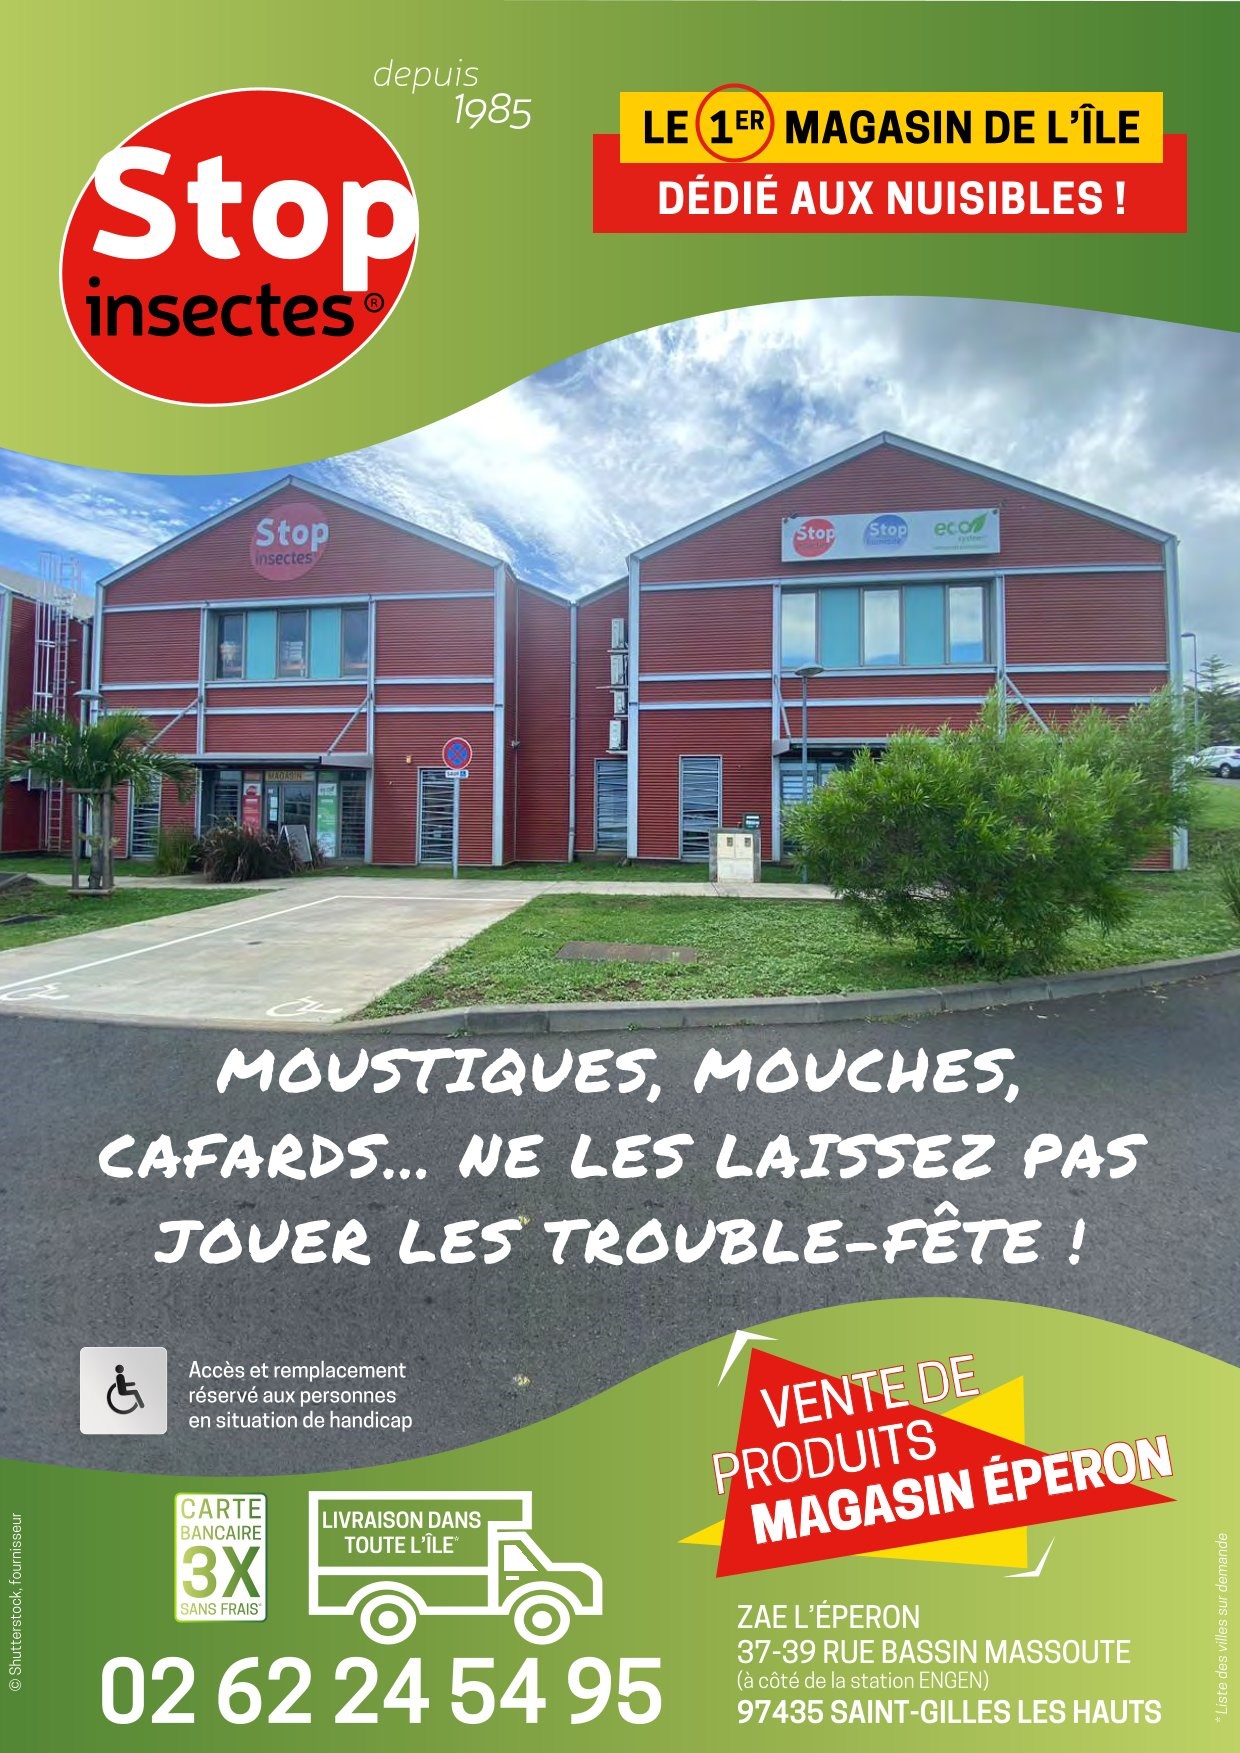 depuis
1985
Stop
insectes®
LE 1ER MAGASIN DE L'ÎLE
DÉDIÉ AUX NUISIBLES !
Stop
insectes
Stop
Stop
eco
MAGASIN
MOUSTIQUES, MOUCHES,
CAFARDS... NE LES LAISSEZ PAS
JOUER LES TROUBLE-FÊTE !
Accès et remplacement
réservé aux personnes
en situation de handicap
VENTE DE
PRODUITS
MAGASIN ÉPERON
CARTE
BANCAIRE
3X
SANS FRAIS*
LIVRAISON DANS
TOUTE L'ÎLE*
02 62 24 54 95
ZAE L'ÉPERON
37-39 RUE BASSIN MASSOUTE
(à côté de la station ENGEN)
97435 SAINT-GILLES LES HAUTS
© Shutterstock, fournisseur
* Liste des villes sur demande